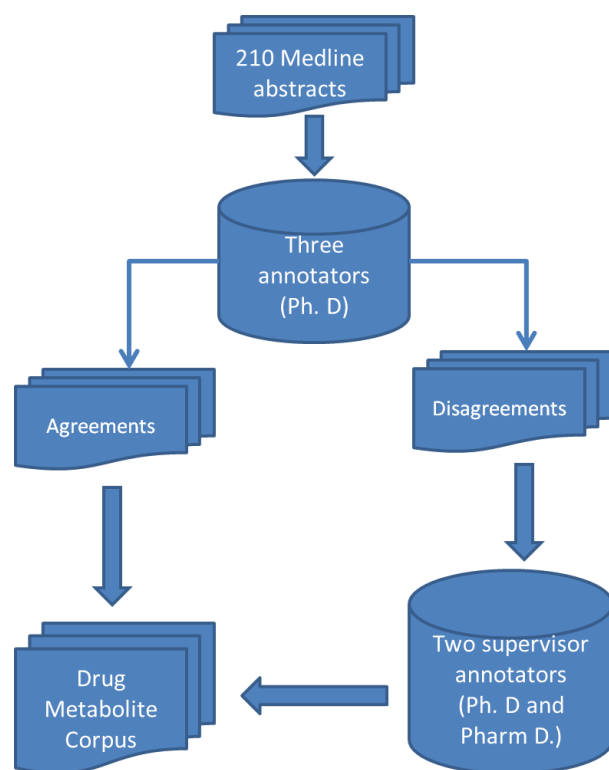 210 Medline
abstracts
Three
annotators
(Ph. D)
Agreements
Disagreements
Two supervisor
annotators
(Ph. D and
Pharm D.)
Drug
Metabolite
Corpus